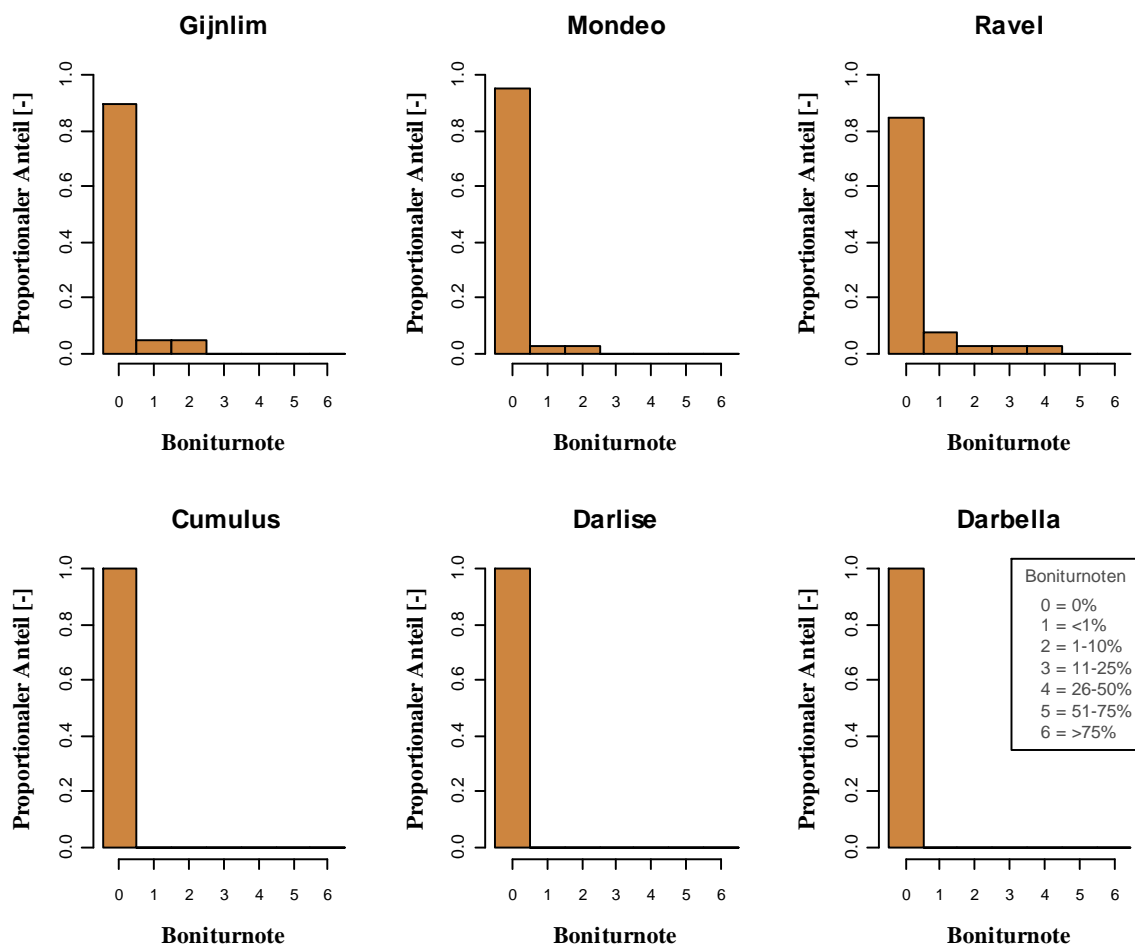 Gijnlim
Mondeo
Ravel
Proportionaler Anteil [-]
0.0 0.2 0.4 0.6 0.8 1.0
0 1 2 3 4 5 6
Boniturnote
Proportionaler Anteil [-]
0.0 0.2 0.4 0.6 0.8 1.0
0 1 2 3 4 5 6
Boniturnote
Proportionaler Anteil [-]
0.0 0.2 0.4 0.6 0.8 1.0
0 1 2 3 4 5 6
Boniturnote
Cumulus
Darlise
Darbella
Proportionaler Anteil [-]
0.0 0.2 0.4 0.6 0.8 1.0
0 1 2 3 4 5 6
Boniturnote
Proportionaler Anteil [-]
0.0 0.2 0.4 0.6 0.8 1.0
0 1 2 3 4 5 6
Boniturnote
Proportionaler Anteil [-]
0.0 0.2 0.4 0.6 0.8 1.0
0 1 2 3 4 5 6
Boniturnote
Boniturnoten
0 = 0%
1 = <1%
2 = 1-10%
3 = 11-25%
4 = 26-50%
5 = 51-75%
6 = >75%